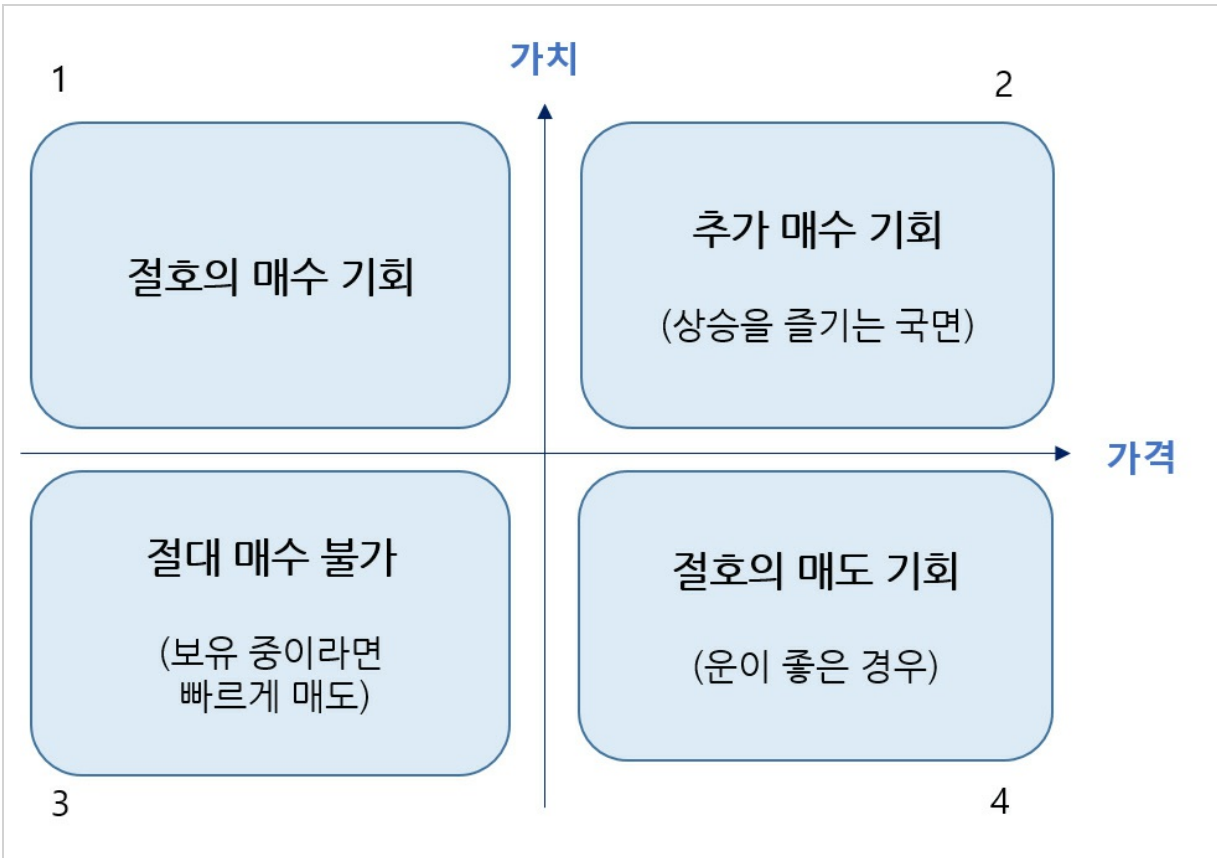 1
가치
2
절호의 매수 기회
추가 매수 기회
(상승을 즐기는 국면)
가격
절대 매수 불가
(보유 중이라면
빠르게 매도)
절호의 매도 기회
(운이 좋은 경우)
3
4